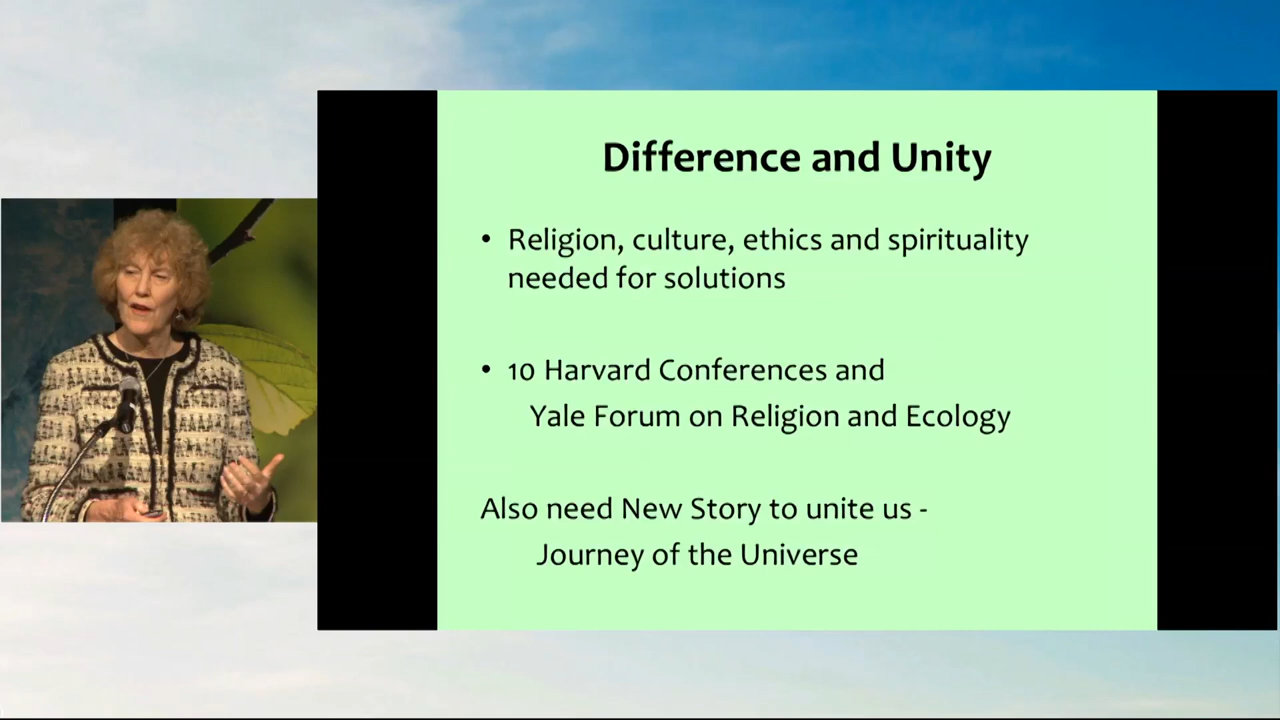 Difference and Unity
• Religion, culture, ethics and spirituality
needed for solutions
• 10 Harvard Conferences and
Yale Forum on Religion and Ecology
Also need New Story to unite us -
Journey of the Universe